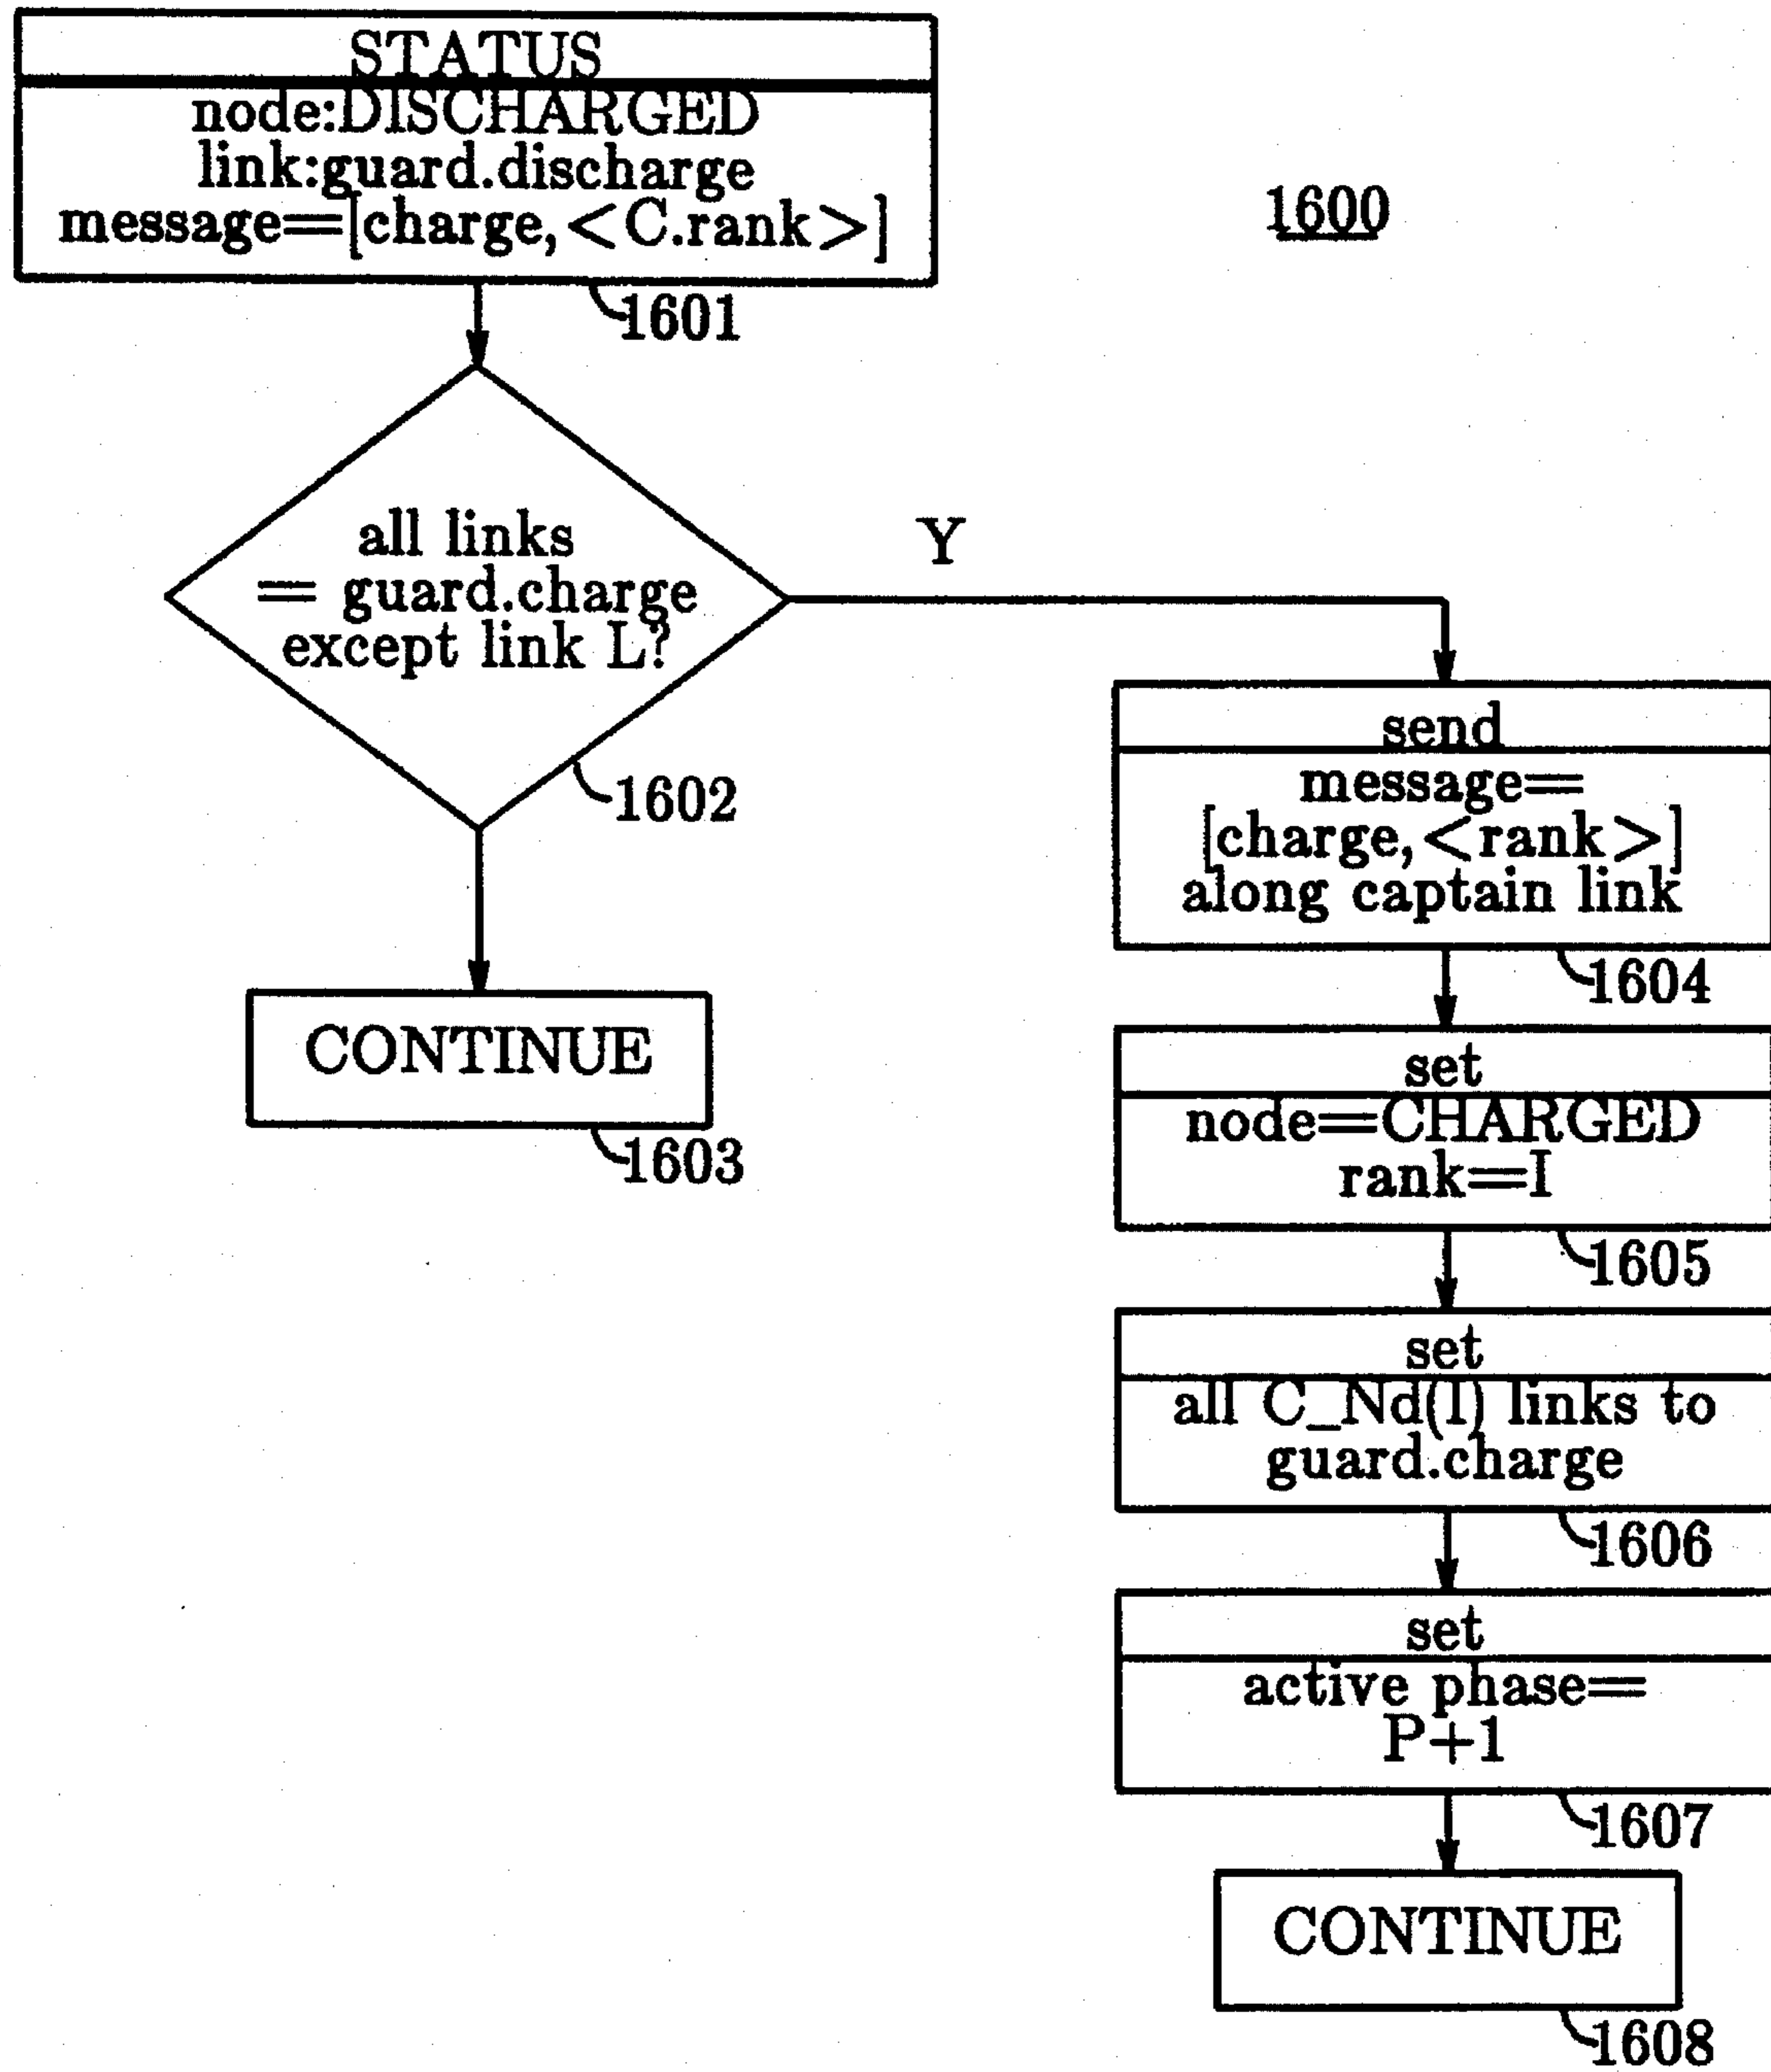 STATUS
node:DISCHARGED
link:guard.discharge
message=[charge,<C.rank>]
1600
1601
all links
= guard.charge
except link L?
Y
1602
CONTINUE
1603
send
message=
[charge,<rank>]
along captain link
1604
set
node=CHARGED
rank=I
1605
set
all C_Nd(I) links to
guard.charge
1606
set
active phase=
P+1
1607
CONTINUE
1608